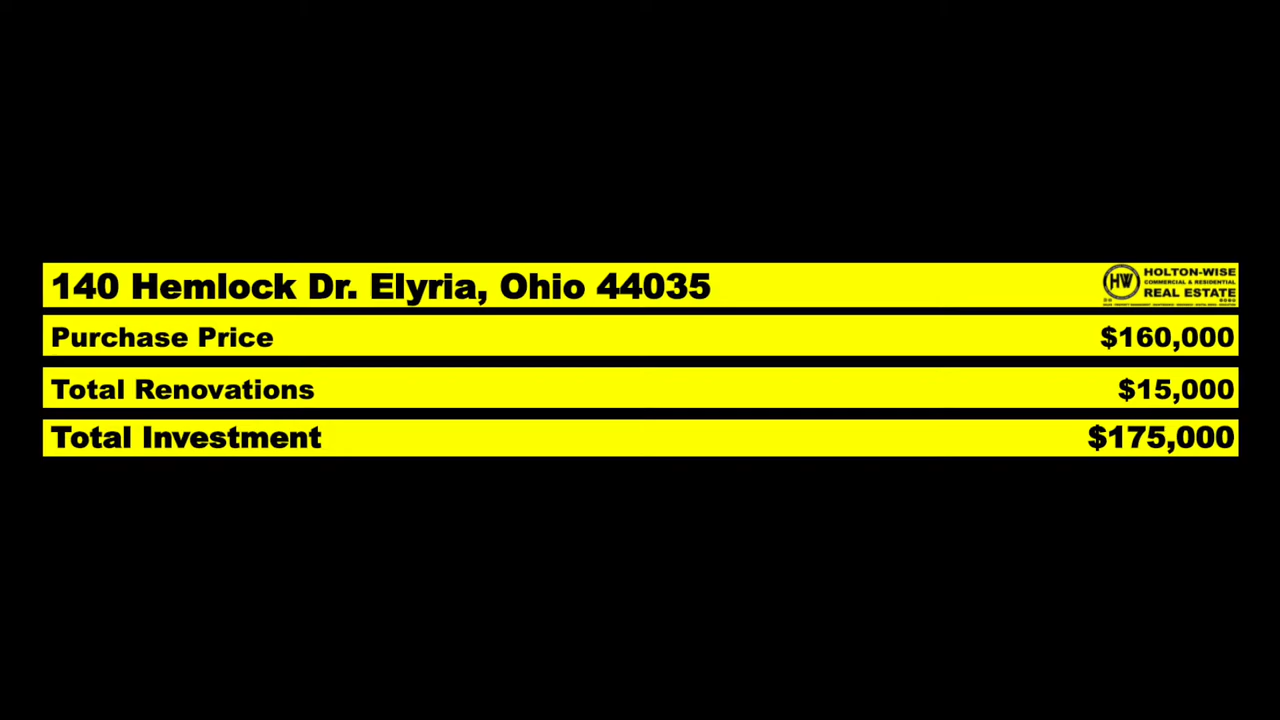 140 Hemlock Dr. Elyria, Ohio 44035
HW
HOLTON-WISE
COMMERCIAL & RESIDENTIAL
REAL ESTATE
Purchase Price $160,000
Total Renovations $15,000
Total Investment $175,000